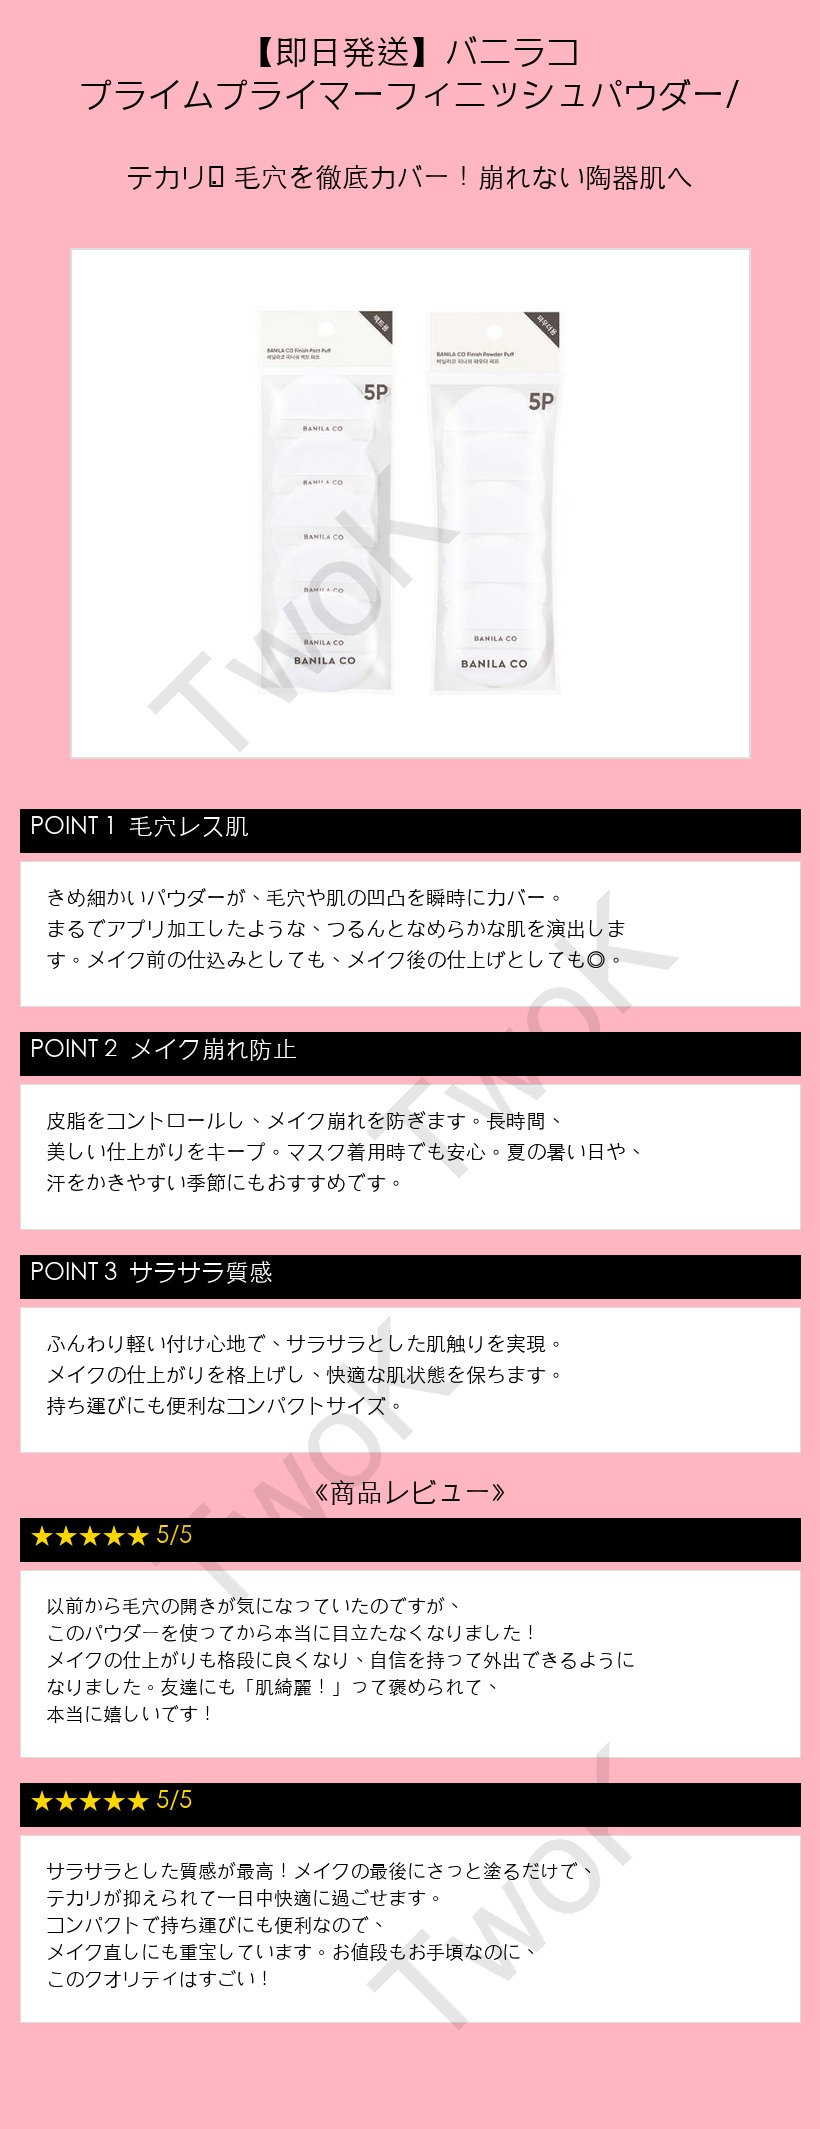 【即日発送】バニラコ
プライムプライマーフィニッシュパウダー/
テカリ 毛穴を徹底カバー！崩れない陶器肌へ
팩트용
파우더용
BANILA CO Finish Pact Puff
바닐라코 피니쉬 팩트 퍼프
BANILA CO Finish Powder Puff
바닐라코 피니쉬 파우더 퍼프
5P
5P
BANILA CO
BANILA CO
BANILA CO
BANILA CO
BANILA CO
BANILA CO
BANILA CO
BANILA CO
TwoK
POINT 1 毛穴レス肌
きめ細かいパウダーが、毛穴や肌の凹凸を瞬時にカバー。
まるでアプリ加工したような、つるんとなめらかな肌を演出しま
す。メイク前の仕込みとしても、メイク後の仕上げとしても◎。
POINT 2 メイク崩れ防止
TwoK
皮脂をコントロールし、メイク崩れを防ぎます。長時間、
美しい仕上がりをキープ。マスク着用時でも安心。夏の暑い日や、
汗をかきやすい季節にもおすすめです。
POINT 3 サラサラ質感
ふんわり軽い付け心地で、サラサラとした肌触りを実現。
メイクの仕上がりを格上げし、快適な肌状態を保ちます。
持ち運びにも便利なコンパクトサイズ。
TwoK
《商品レビュー》
★★★★★ 5/5
以前から毛穴の開きが気になっていたのですが、
このパウダーを使ってから本当に目立たなくなりました！
メイクの仕上がりも格段に良くなり、自信を持って外出できるように
なりました。友達にも「肌綺麗！」って褒められて、
本当に嬉しいです！
★★★★★ 5/5
サラサラとした質感が最高！メイクの最後にさっと塗るだけで、
テカリが抑えられて一日中快適に過ごせます。
コンパクトで持ち運びにも便利なので、
メイク直しにも重宝しています。お値段もお手頃なのに、
このクオリティはすごい！
TwoK